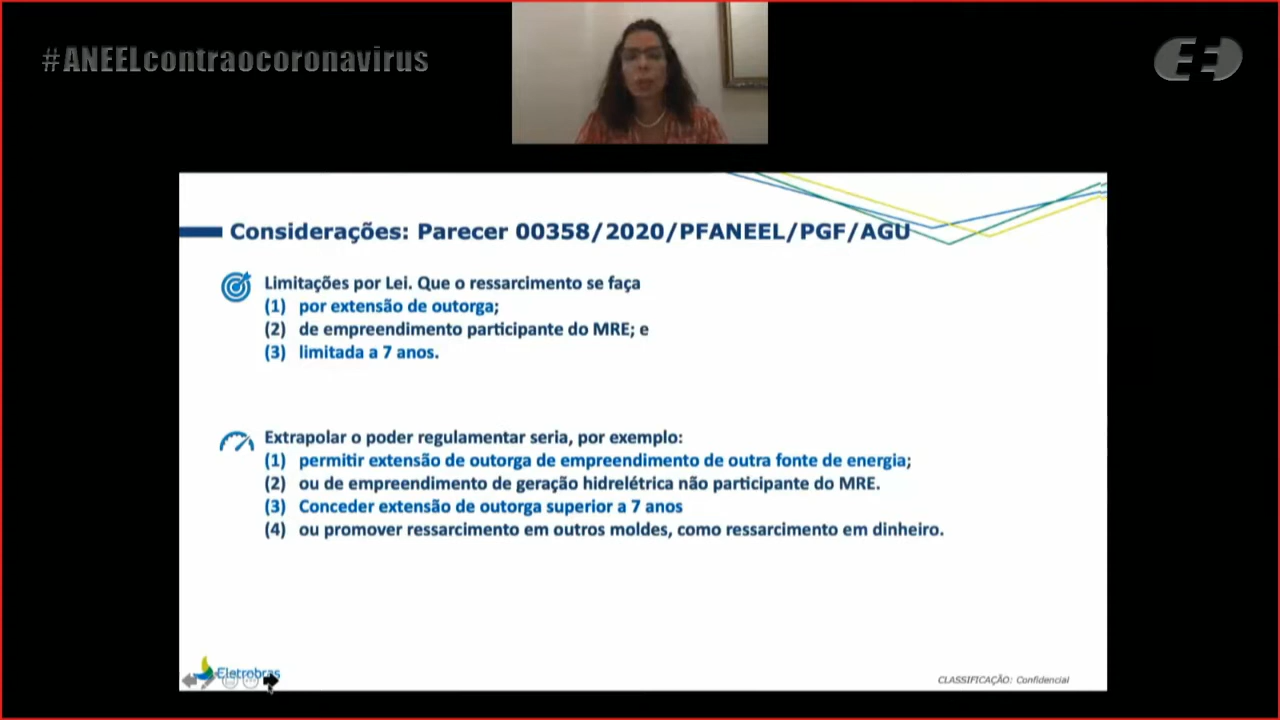 #ANEELcontraocoronavirus
Considerações: Parecer 00358/2020/PFANEEL/PGF/AGU
Limitações por Lei. Que o ressarcimento se faça
(1) por extensão de outorga;
(2) de empreendimento participante do MRE; e
(3) limitada a 7 anos.
Extrapolar o poder regulamentar seria, por exemplo:
(1) permitir extensão de outorga de empreendimento de outra fonte de energia;
(2) ou de empreendimento de geração hidrelétrica não participante do MRE.
(3) Conceder extensão de outorga superior a 7 anos
(4) ou promover ressarcimento em outros moldes, como ressarcimento em dinheiro.
Eletrobras
CLASSIFICAÇÃO: Confidencial